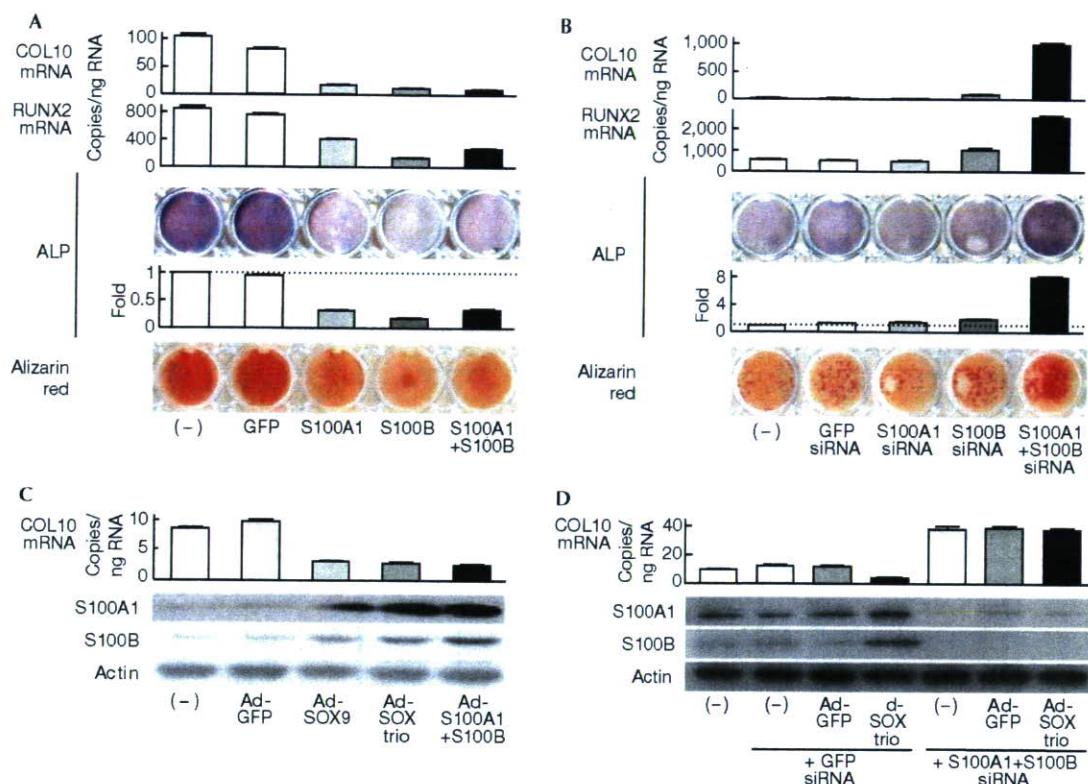 A
COL10
mRNA
Copies/ng RNA
100
50
0
RUNX2
mRNA
800
400
0
ALP
Fold
1
0.5
0
Alizarin
red
(–)
GFP
S100A1
S100B
S100A1
+S100B
B
COL10
mRNA
Copies/ng RNA
1,000
500
0
RUNX2
mRNA
2,000
1,000
0
ALP
Fold
8
4
0
Alizarin
red
(–)
GFP
siRNA
S100A1
siRNA
S100B
siRNA
S100A1
+S100B
siRNA
C
COL10
mRNA
Copies/
ng RNA
10
5
0
S100A1
S100B
Actin
(–)
Ad-
GFP
Ad-
SOX9
Ad-
SOX
trio
Ad-
S100A1
+S100B
D
COL10
mRNA
Copies/
ng RNA
40
20
0
S100A1
S100B
Actin
(–)
(–)
Ad-
GFP
d-
SOX
trio
(–)
Ad-
GFP
Ad-
SOX
trio
+ GFP
siRNA
+ S100A1+S100B
siRNA